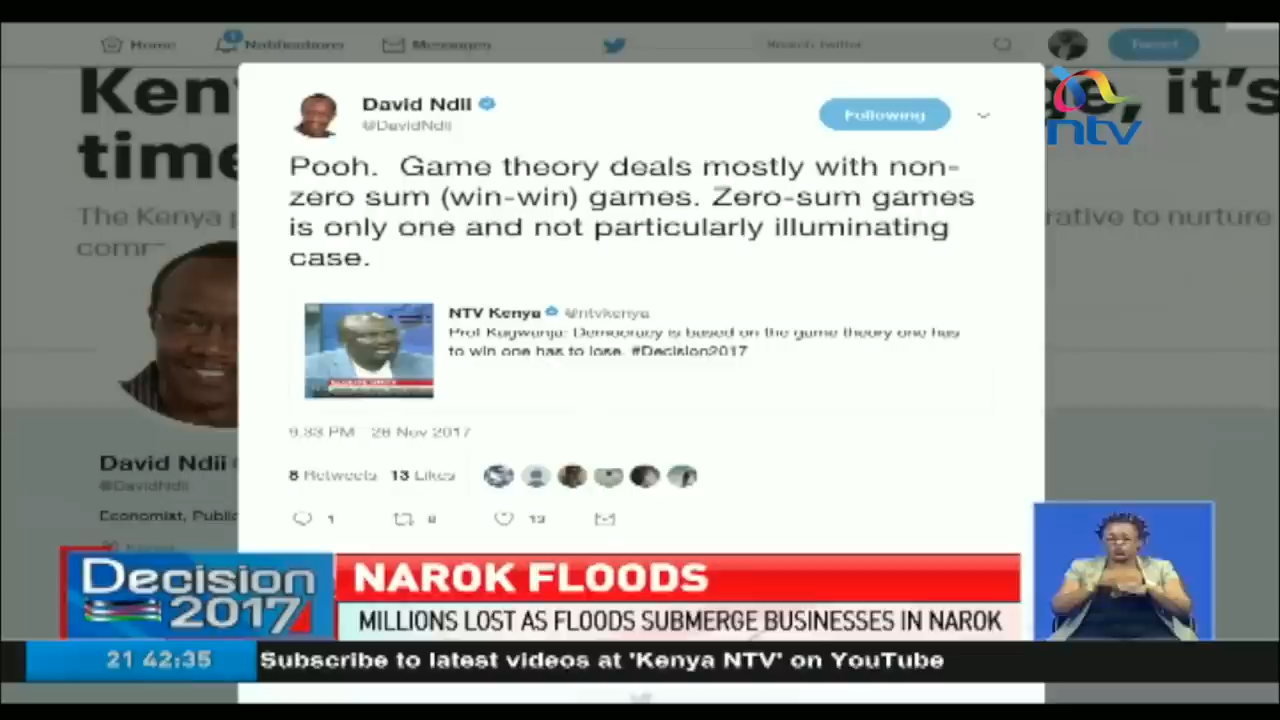 Home
Notifications
Messages
Search Twitter
Tweet
Ken
ge, it's
time
The Kenya p
rative to nurture
com
ntv
David Ndii
@DavidNdii
Following
Pooh. Game theory deals mostly with non-
zero sum (win-win) games. Zero-sum games
is only one and not particularly illuminating
case.
NTV Kenya @ntvkenya
Prof Kagwanja: Democracy is based on the game theory one has
to win one has to lose. #Decision2017
9:33 PM 26 Nov 2017
8 Retweets 13 Likes
1
8
13
David Ndii
@DavidNdii
Economist, Public
Decision
2017
NAROK FLOODS
MILLIONS LOST AS FLOODS SUBMERGE BUSINESSES IN NAROK
21 42:35
Subscribe to latest videos at 'Kenya NTV' on YouTube